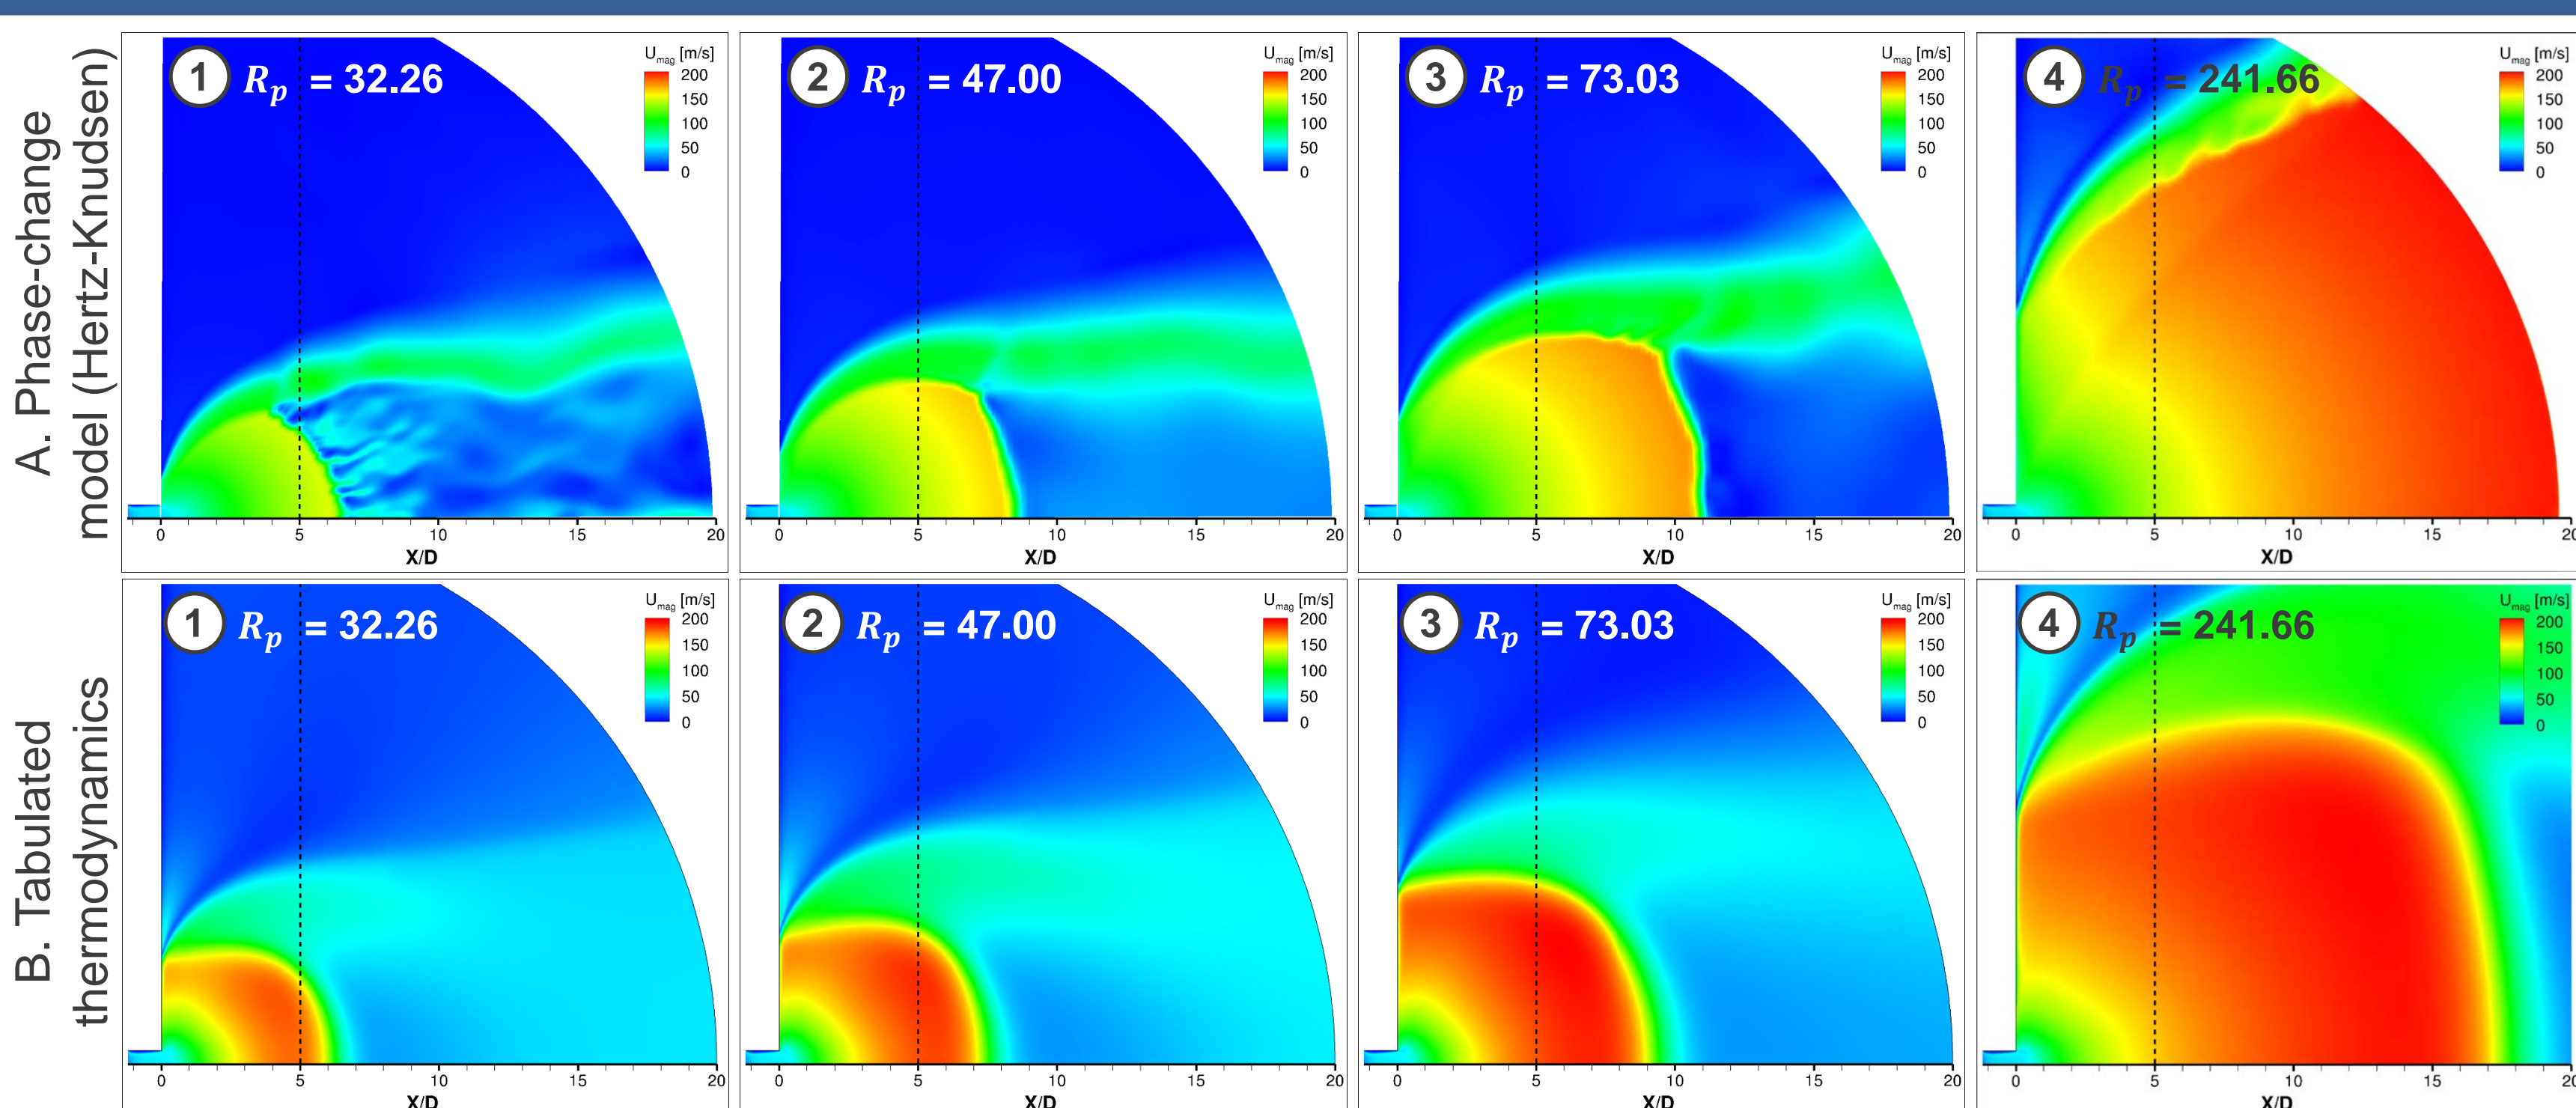 A. Phase-change
model (Hertz-Knudsen)
1 Rp = 32.26
Umag [m/s]
200
150
100
50
0
0 5 10 15 20
X/D
2 Rp = 47.00
Umag [m/s]
200
150
100
50
0
0 5 10 15 20
X/D
3 Rp = 73.03
Umag [m/s]
200
150
100
50
0
0 5 10 15 20
X/D
4 Rp = 241.66
Umag [m/s]
200
150
100
50
0
0 5 10 15 20
X/D
B. Tabulated
thermodynamics
1 Rp = 32.26
Umag [m/s]
200
150
100
50
0
0 5 10 15 20
X/D
2 Rp = 47.00
Umag [m/s]
200
150
100
50
0
0 5 10 15 20
X/D
3 Rp = 73.03
Umag [m/s]
200
150
100
50
0
0 5 10 15 20
X/D
4 Rp = 241.66
Umag [m/s]
200
150
100
50
0
0 5 10 15 20
X/D